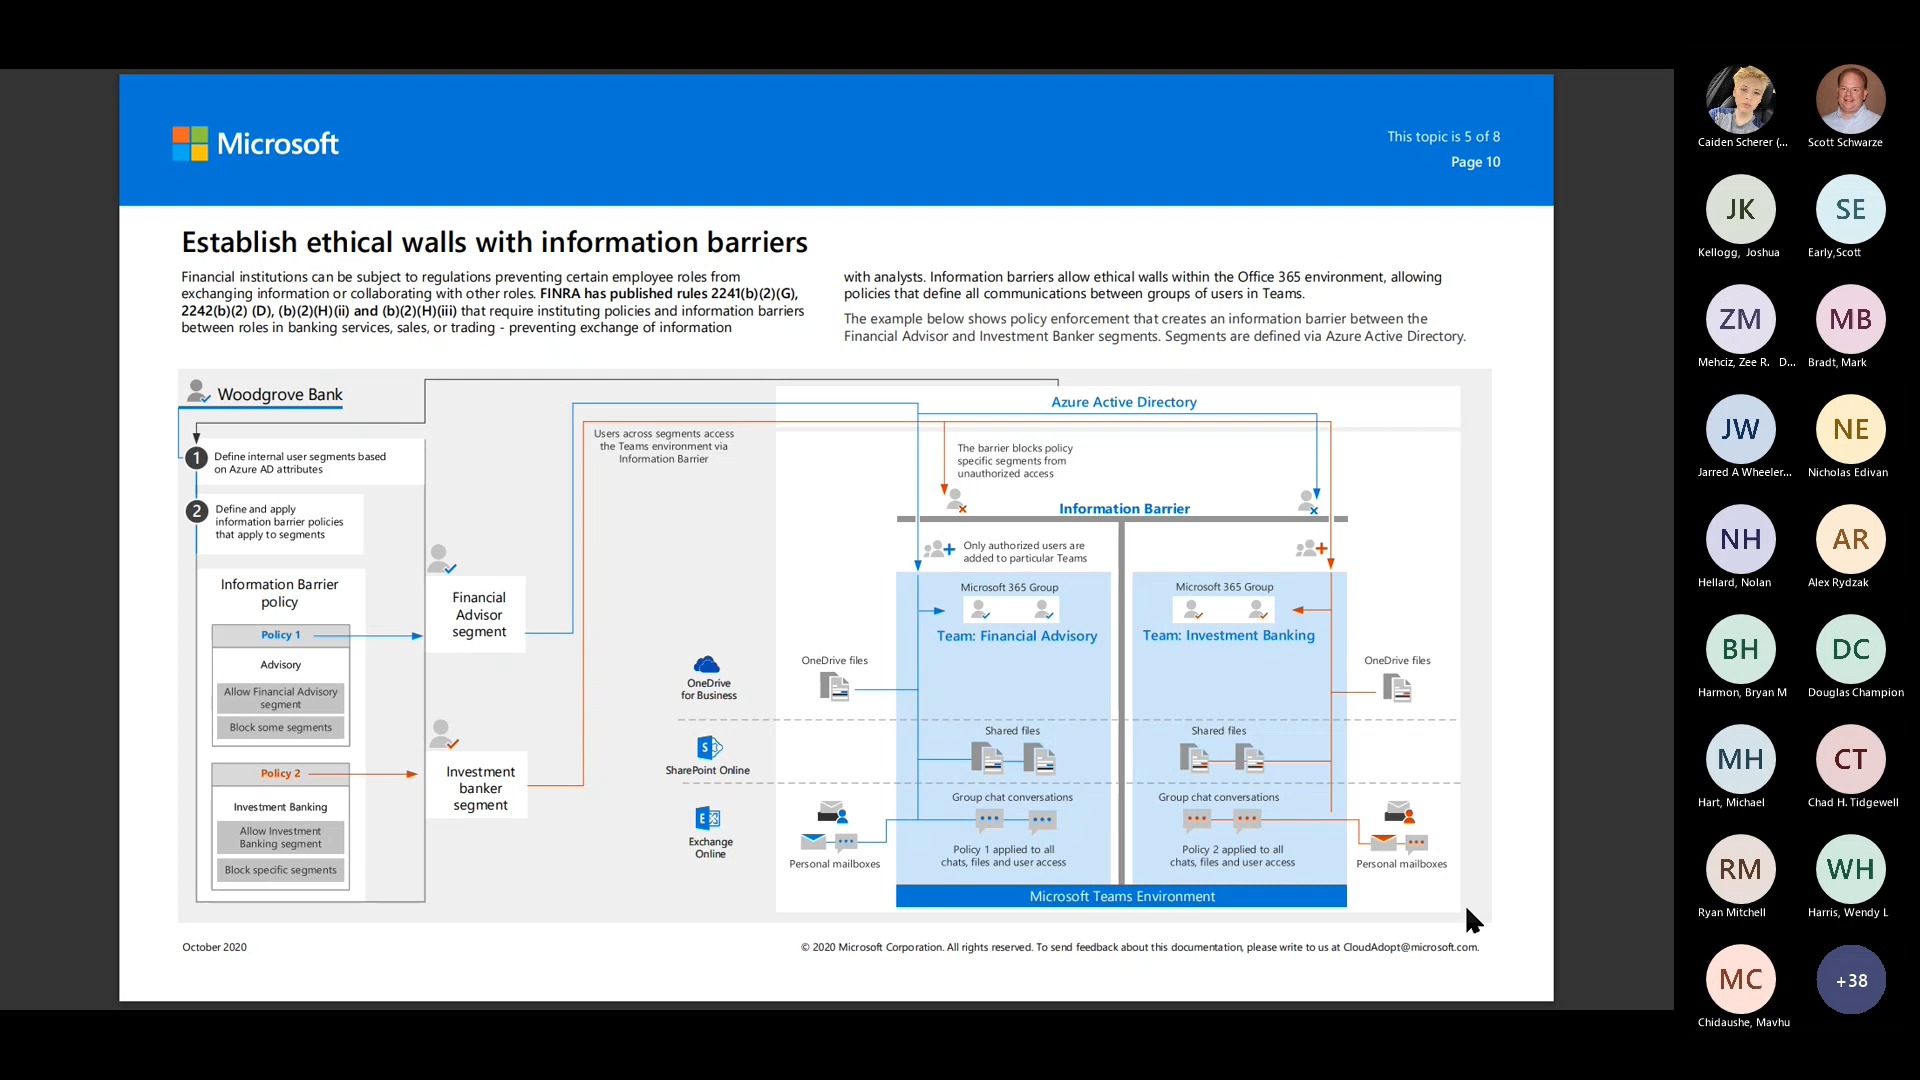 Microsoft
This topic is 5 of 8
Page 10
Establish ethical walls with information barriers
Financial institutions can be subject to regulations preventing certain employee roles from
exchanging information or collaborating with other roles. FINRA has published rules 2241(b)(2)(G),
2242(b)(2) (D), (b)(2)(H)(ii) and (b)(2)(H)(iii) that require instituting policies and information barriers
between roles in banking services, sales, or trading - preventing exchange of information
with analysts. Information barriers allow ethical walls within the Office 365 environment, allowing
policies that define all communications between groups of users in Teams.
The example below shows policy enforcement that creates an information barrier between the
Financial Advisor and Investment Banker segments. Segments are defined via Azure Active Directory.
Woodgrove Bank
1
Define internal user segments based
on Azure AD attributes
2
Define and apply
information barrier policies
that apply to segments
Information Barrier
policy
Policy 1
Advisory
Allow Financial Advisory
segment
Block some segments
Policy 2
Investment Banking
Allow Investment
Banking segment
Block specific segments
Financial
Advisor
segment
Investment
banker
segment
Users across segments access
the Teams environment via
Information Barrier
OneDrive
for Business
SharePoint Online
Exchange
Online
Azure Active Directory
The barrier blocks policy
specific segments from
unauthorized access
Information Barrier
Only authorized users are
added to particular Teams
Microsoft 365 Group
Team: Financial Advisory
Microsoft 365 Group
Team: Investment Banking
OneDrive files
OneDrive files
Shared files
Shared files
Group chat conversations
Group chat conversations
Policy 1 applied to all
chats, files and user access
Policy 2 applied to all
chats, files and user access
Personal mailboxes
Personal mailboxes
Microsoft Teams Environment
October 2020
© 2020 Microsoft Corporation. All rights reserved. To send feedback about this documentation, please write to us at CloudAdopt@microsoft.com.
Caiden Scherer (...
Scott Schwarze
JK
Kellogg, Joshua
SE
Early,Scott
ZM
Mehciz, Zee R. D...
MB
Bradt, Mark
JW
Jarred A Wheeler...
NE
Nicholas Edivan
NH
Hellard, Nolan
AR
Alex Rydzak
BH
Harmon, Bryan M
DC
Douglas Champion
MH
Hart, Michael
CT
Chad H. Tidgewell
RM
Ryan Mitchell
WH
Harris, Wendy L
MC
Chidaushe, Mavhu
+38